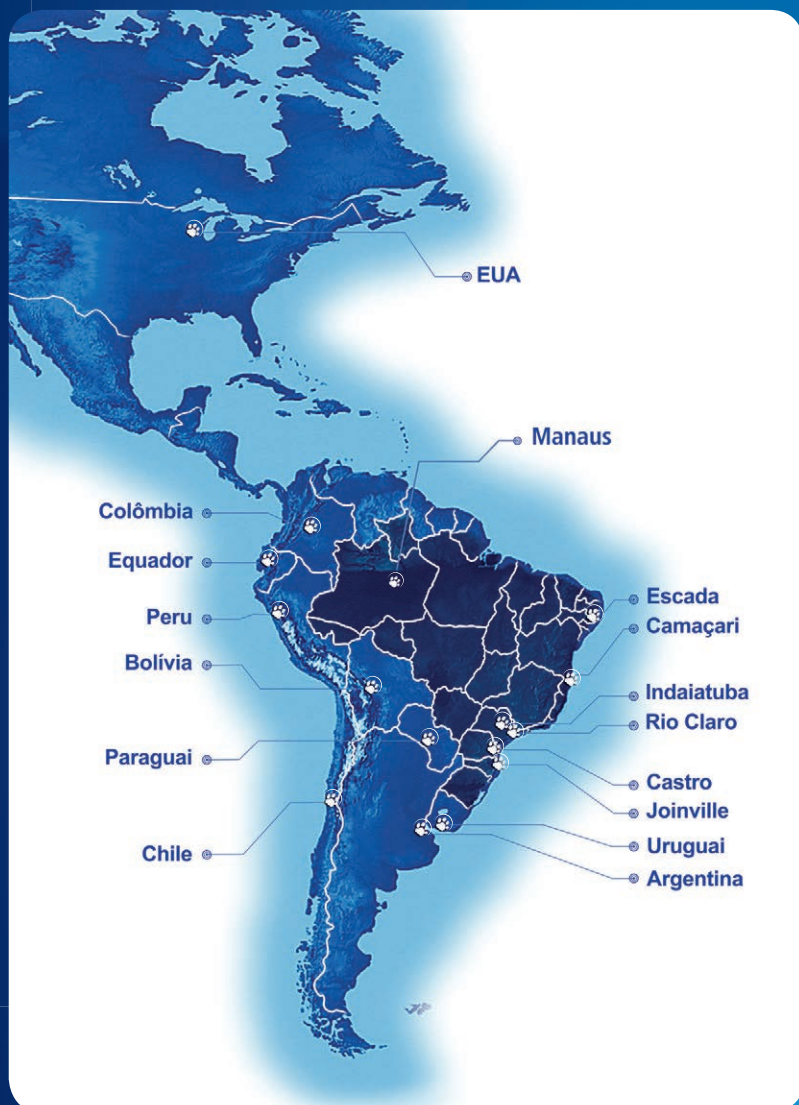 EUA
Manaus
Colômbia
Equador
Peru
Bolívia
Paraguai
Chile
Escada
Camaçari
Indaiatuba
Rio Claro
Castro
Joinville
Uruguai
Argentina